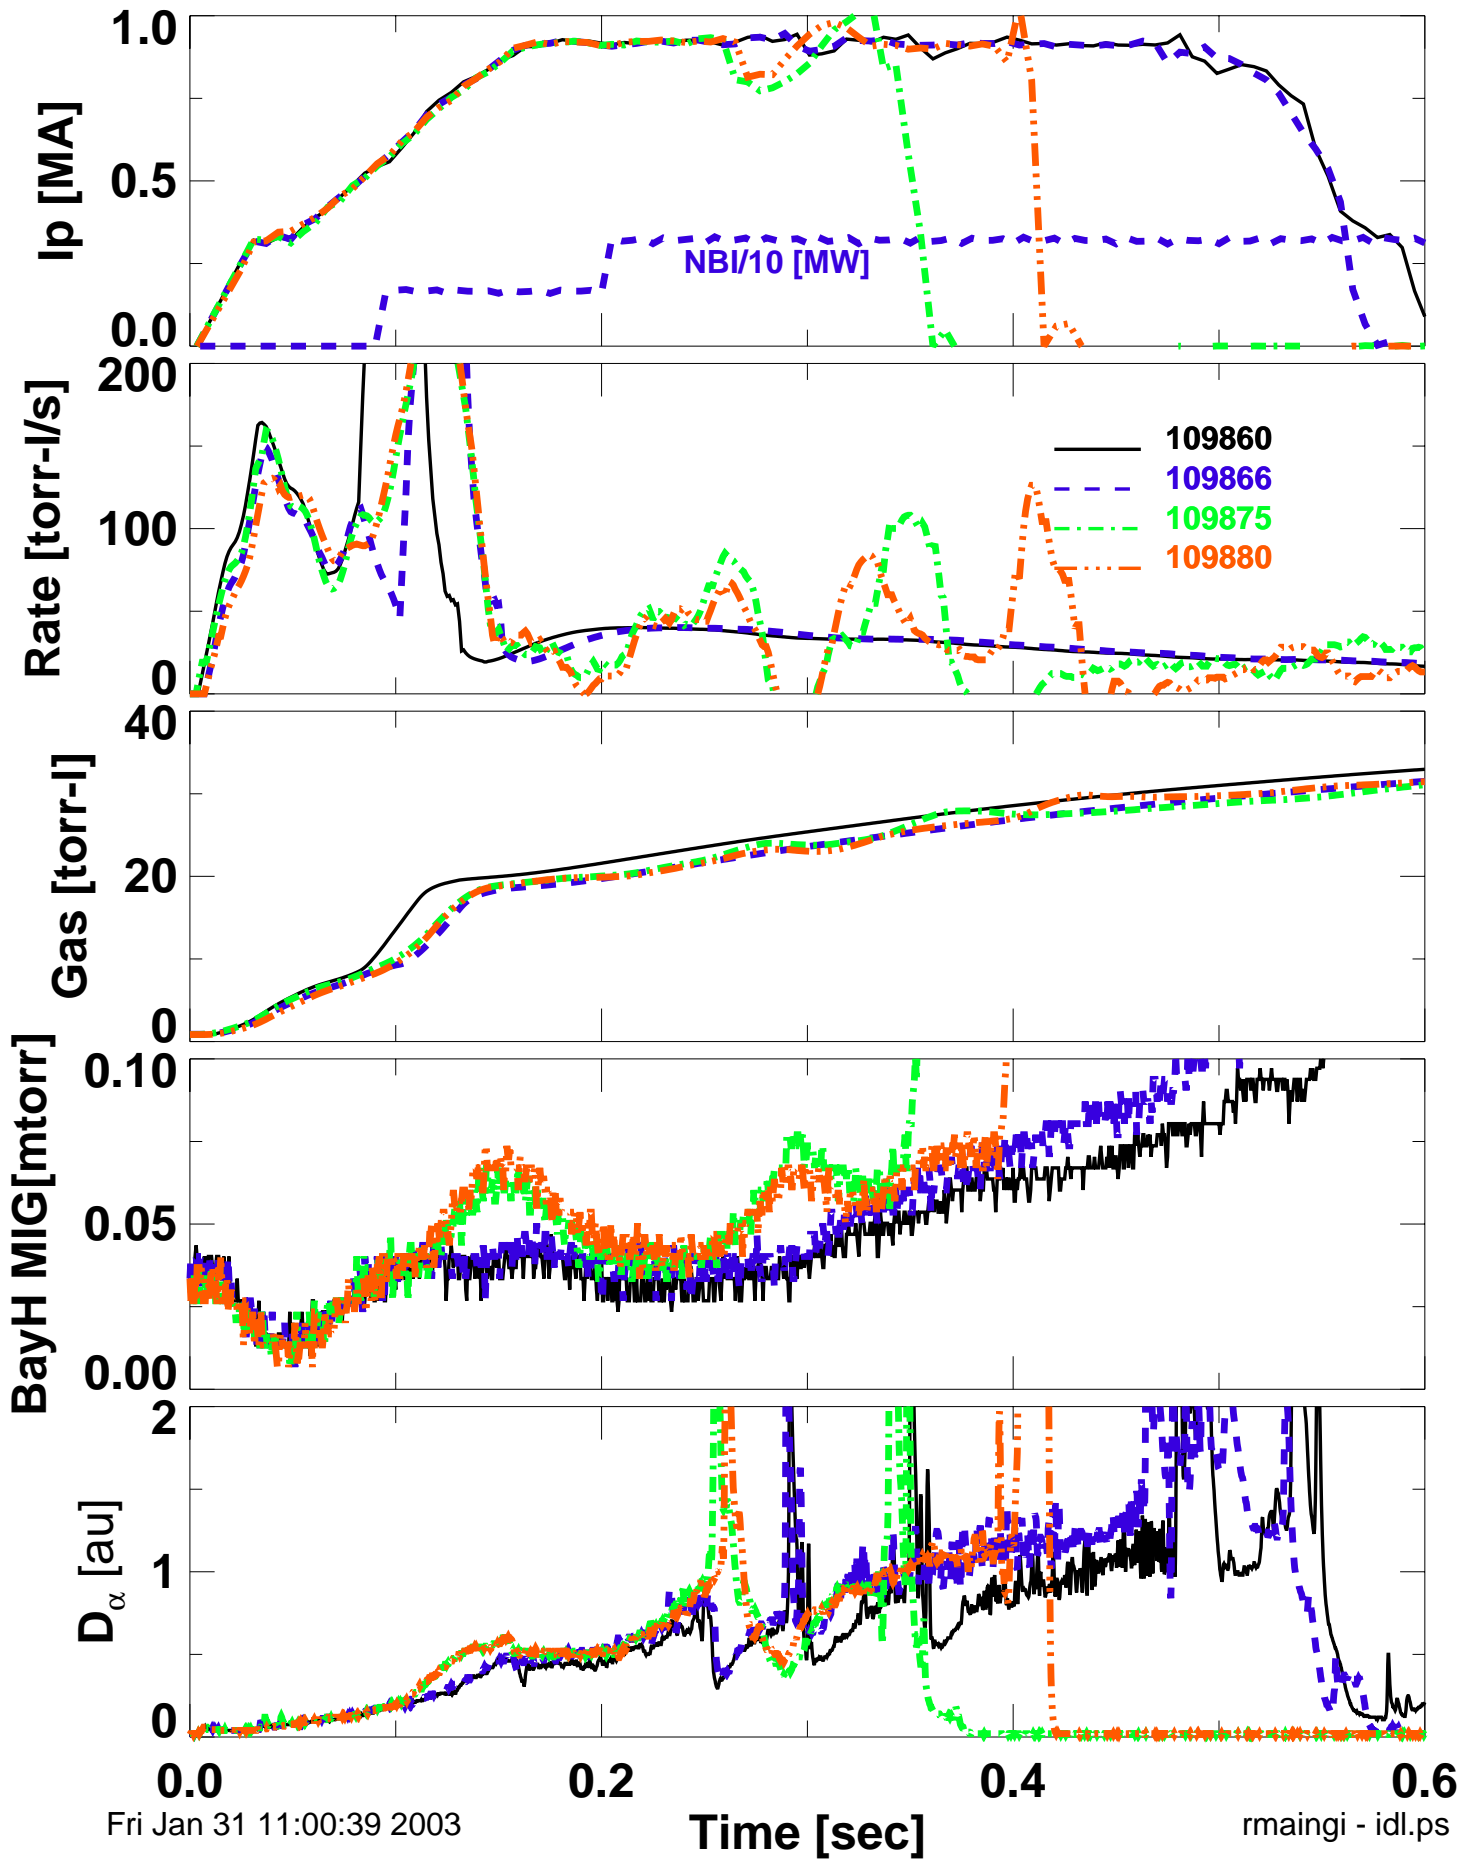 Ip [MA]
1.0
0.5
0.0
NBI/10 [MW]
Rate [torr-l/s]
200
100
0
109860
109866
109875
109880
Gas [torr-l]
40
20
0
BayH MIG[mtorr]
0.10
0.05
0.00
Dα [au]
2
1
0
0.0 0.2 0.4 0.6
Time [sec]
Fri Jan 31 11:00:39 2003
rmaingi - idl.ps